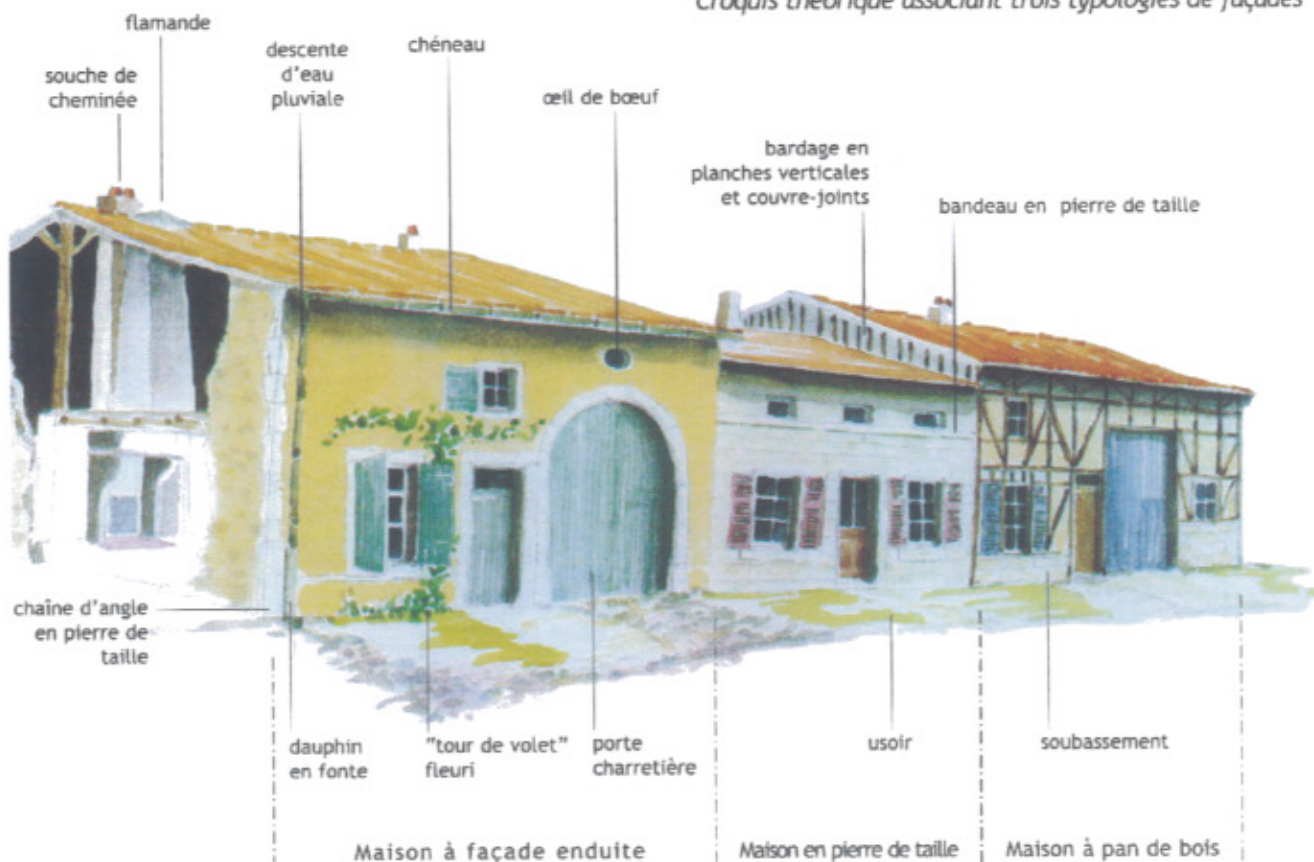 Croquis théorique associant trois typologies de façades
flamande
souche de
cheminée
descente
d'eau
pluviale
chéneau
œil de bœuf
bardage en
planches verticales
et couvre-joints
bandeau en pierre de taille
chaîne d'angle
en pierre de
taille
dauphin
en fonte
"tour de volet"
fleuri
porte
charretière
usoir
soubassement
Maison à façade enduite
Maison en pierre de taille
Maison à pan de bois